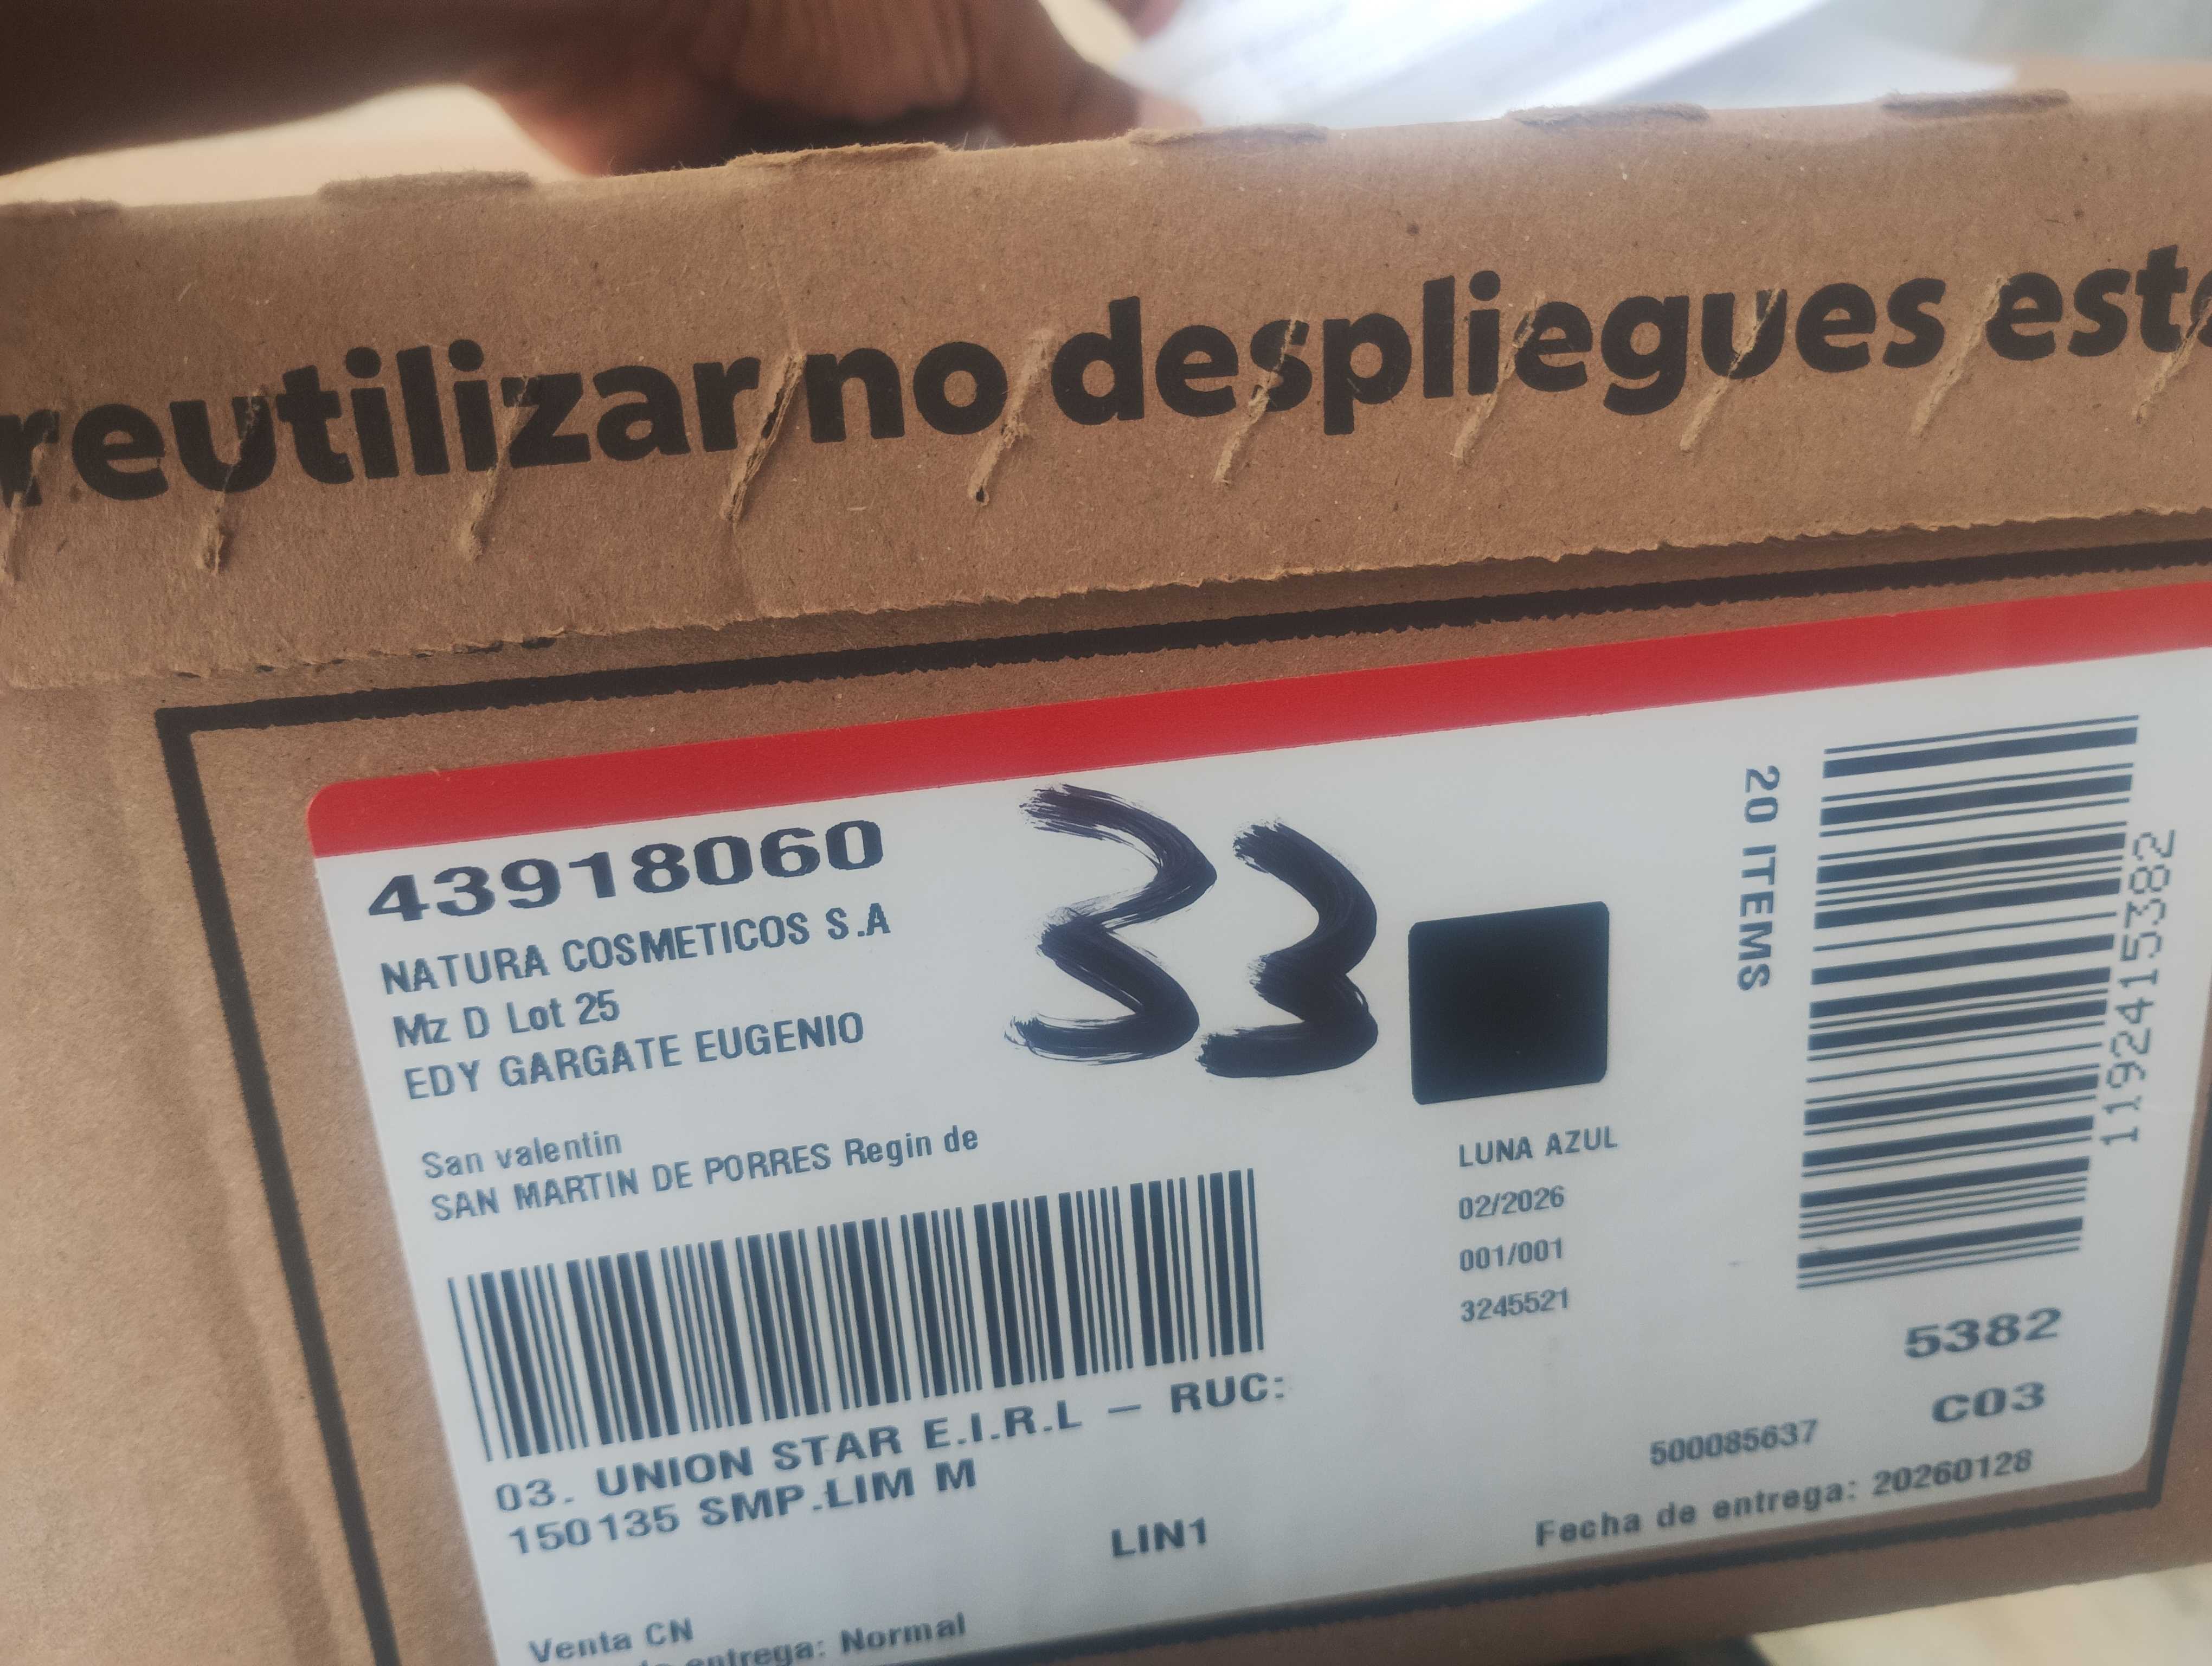 reutilizar no despliegues
43918060
33
NATURA COSMETICOS S.A
Mz D Lot 25
EDY GARGATE EUGENIO
San valentin
SAN MARTIN DE PORRES Regin de
03. UNION STAR E.I.R.L – RUC:
150135 SMP.LIM M
LIN1
Venta CN
entrega: Normal
LUNA AZUL
02/2026
001/001
3245521
20 ITEMS
1192415382
5382
C03
500085637
Fecha de entrega: 20260128